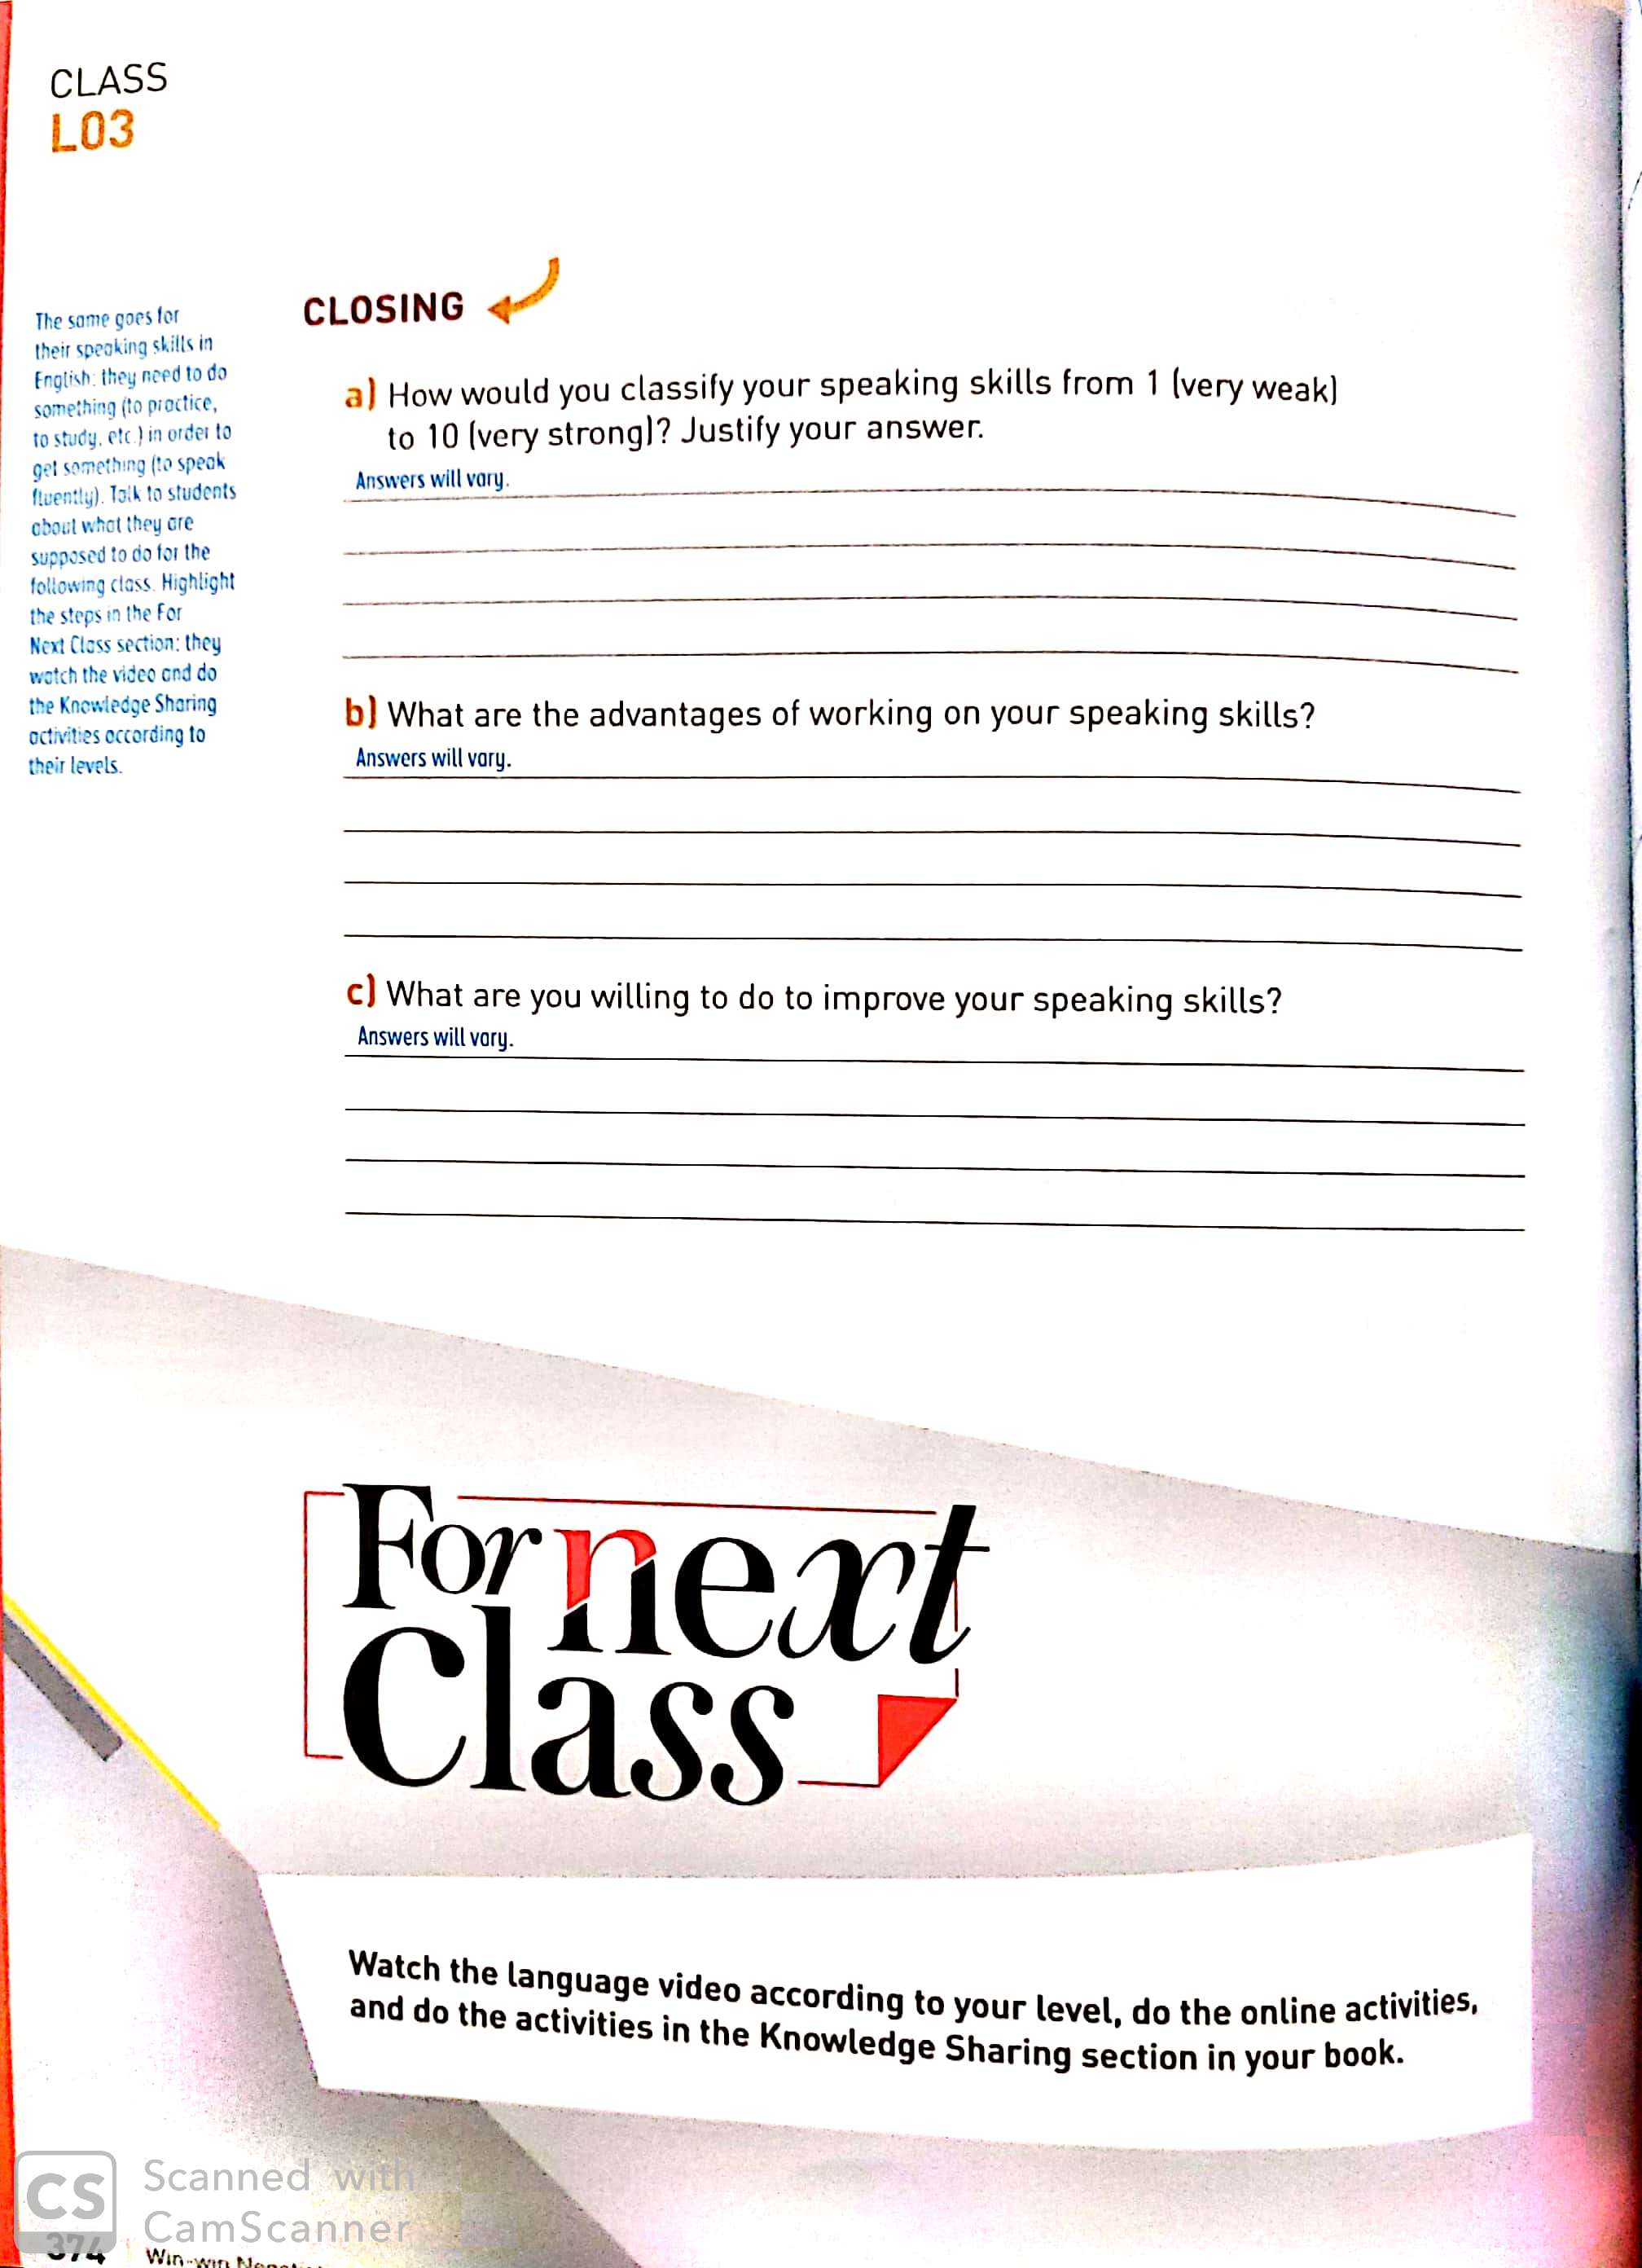 CLASS
L03
The same goes for
their speaking skills in
English: they need to do
something (to practice,
to study, etc.) in order to
get something (to speak
fluently). Talk to students
about what they are
supposed to do for the
following class. Highlight
the steps in the For
Next Class section: they
watch the video and do
the Knowledge Sharing
activities according to
their levels.
CLOSING
a) How would you classify your speaking skills from 1 (very weak)
to 10 (very strong)? Justify your answer.
Answers will vary.
b) What are the advantages of working on your speaking skills?
Answers will vary.
c) What are you willing to do to improve your speaking skills?
Answers will vary.
For next
Class
Watch the language video according to your level, do the online activities,
and do the activities in the Knowledge Sharing section in your book.
CS Scanned with
CamScanner
374 Win-win